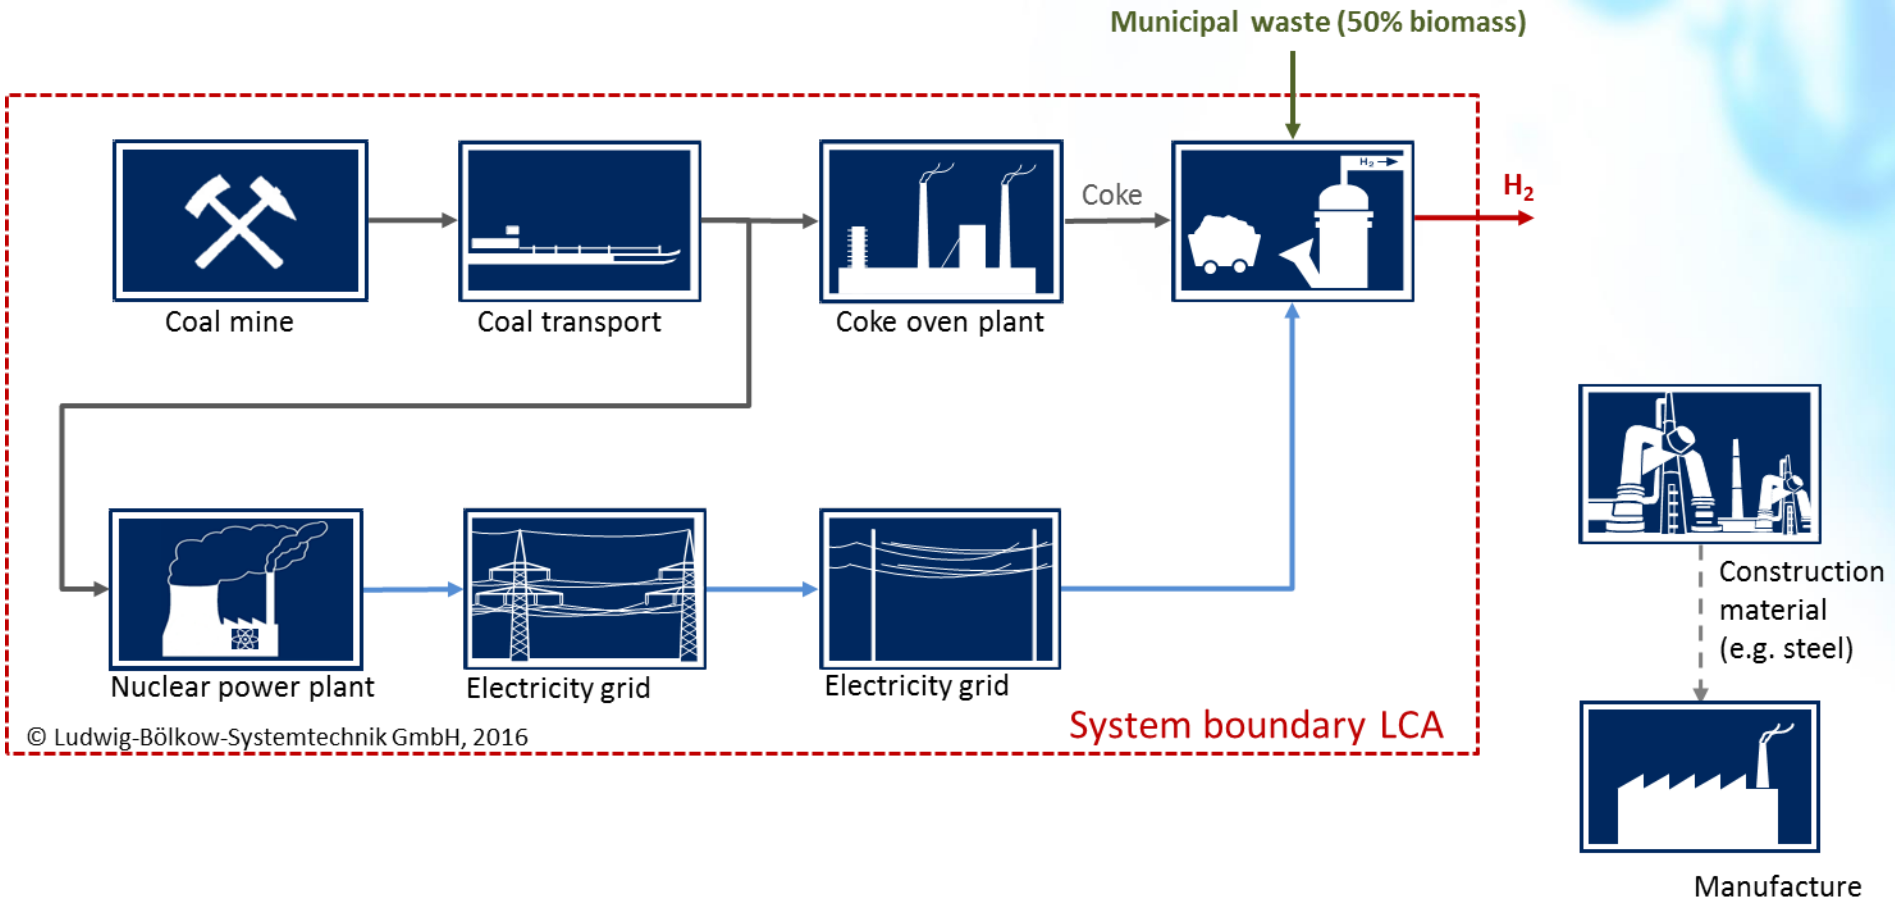 Municipal waste (50% biomass)
H₂ →
Coke
H₂
Coal mine
Coal transport
Coke oven plant
Nuclear power plant
Electricity grid
Electricity grid
Construction
material
(e.g. steel)
© Ludwig-Bölkow-Systemtechnik GmbH, 2016
System boundary LCA
Manufacture